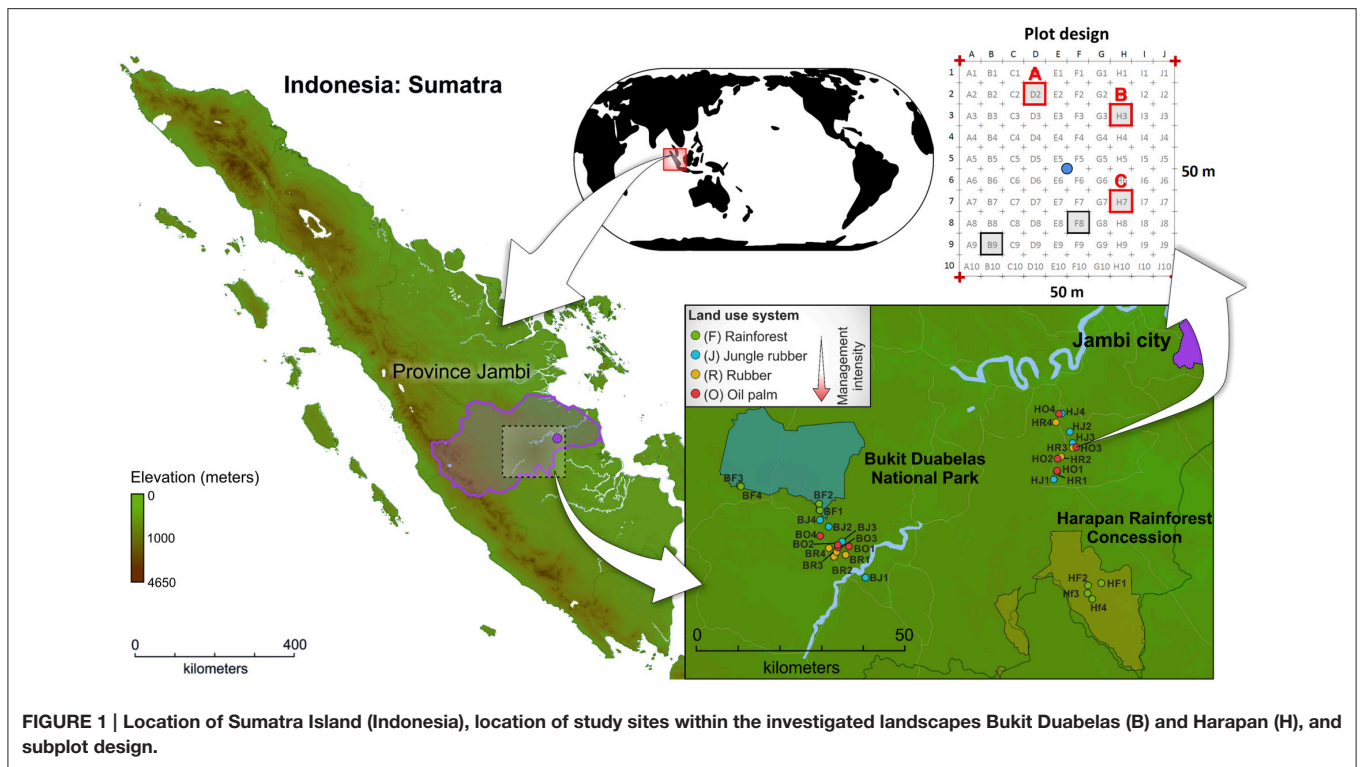 Indonesia: Sumatra
Plot design
A B C D E F G H I J
1 A1 B1 C1 A E1 F1 G1 H1 I1 J1
2 A2 B2 C2 D2 E2 F2 G2 B I2 J2
3 A3 B3 C3 D3 E3 F3 G3 H3 I3 J3
4 A4 B4 C4 D4 E4 F4 G4 H4 I4 J4
5 A5 B5 C5 D5 E5 F5 G5 H5 I5 J5
50 m
6 A6 B6 C6 D6 E6 F6 G6 C H6 I6 J6
7 A7 B7 C7 D7 E7 F7 G7 H7 I7 J7
8 A8 B8 C8 D8 E8 F8 G8 H8 I8 J8
9 A9 B9 C9 D9 E9 F9 G9 H9 I9 J9
10 A10 B10 C10 D10 E10 F10 G10 H10 I10 J10
50 m
Province Jambi
Elevation (meters)
0
1000
4650
0 400
kilometers
Land use system
(F) Rainforest
(J) Jungle rubber
(R) Rubber
(O) Oil palm
Management
intensity
Jambi city
HO4 HJ4
HR4 HJ2
HJ3
HR3 HO3
HO2 HR2
HO1
HJ1 HR1
Bukit Duabelas
National Park
BF3
BF4
BF2
BF1
BJ4
BJ2 BJ3
BO4 BO3
BO2 BO1
BR4 BR1
BR3 BR2
BJ1
Harapan Rainforest
Concession
HF2 HF1
Hf3
Hf4
0 50
kilometers
FIGURE 1 | Location of Sumatra Island (Indonesia), location of study sites within the investigated landscapes Bukit Duabelas (B) and Harapan (H), and
subplot design.